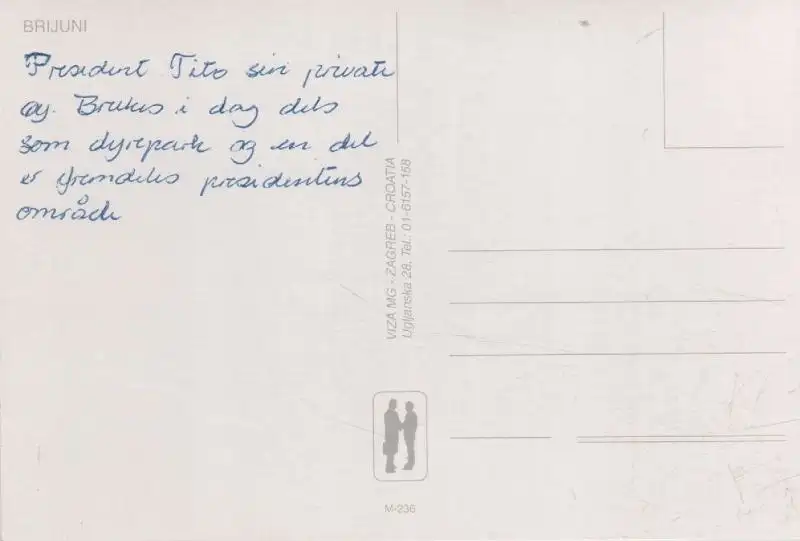 BRIJUNI
President Tito sin private
øy. Brukes i dag dels
som dyrepark og en del
er fremdeles presidentens
område
VIZA MG - ZAGREB - CROATIA
Ugljanska 28, Tel.: 01-6157-158
M-236